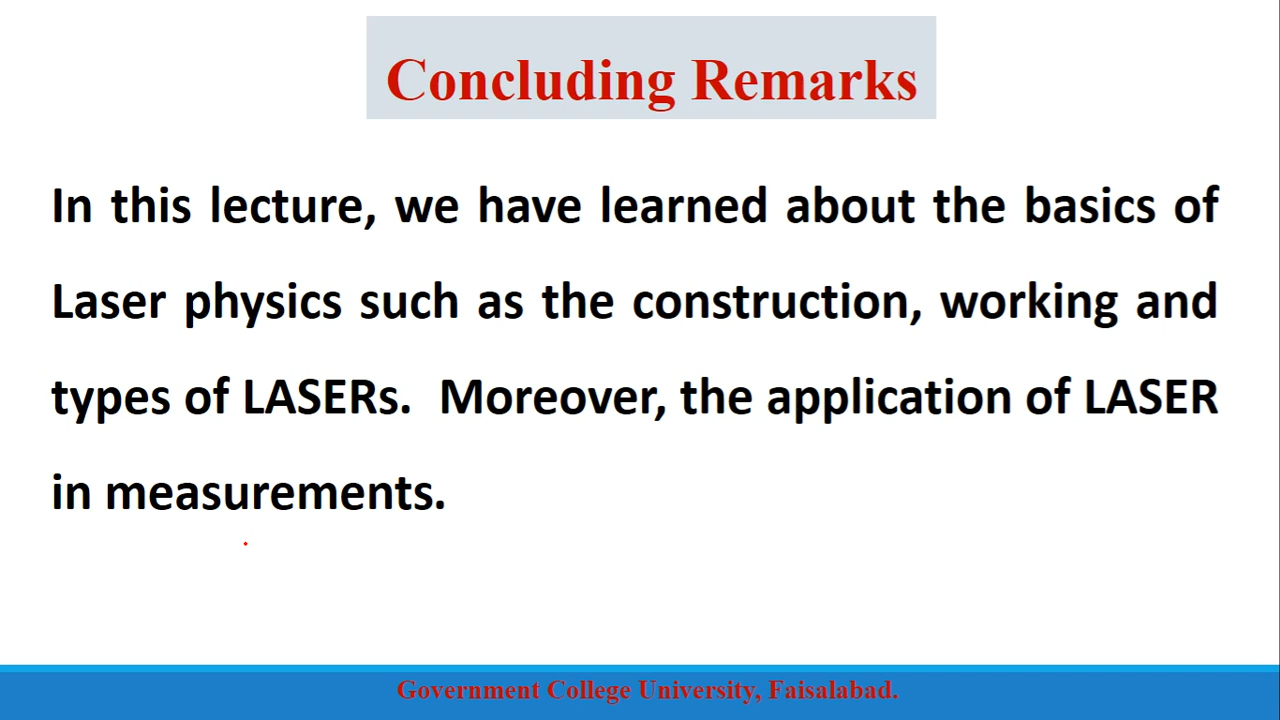 Concluding Remarks
In this lecture, we have learned about the basics of
Laser physics such as the construction, working and
types of LASERs.  Moreover, the application of LASER
in measurements.
Government College University, Faisalabad.